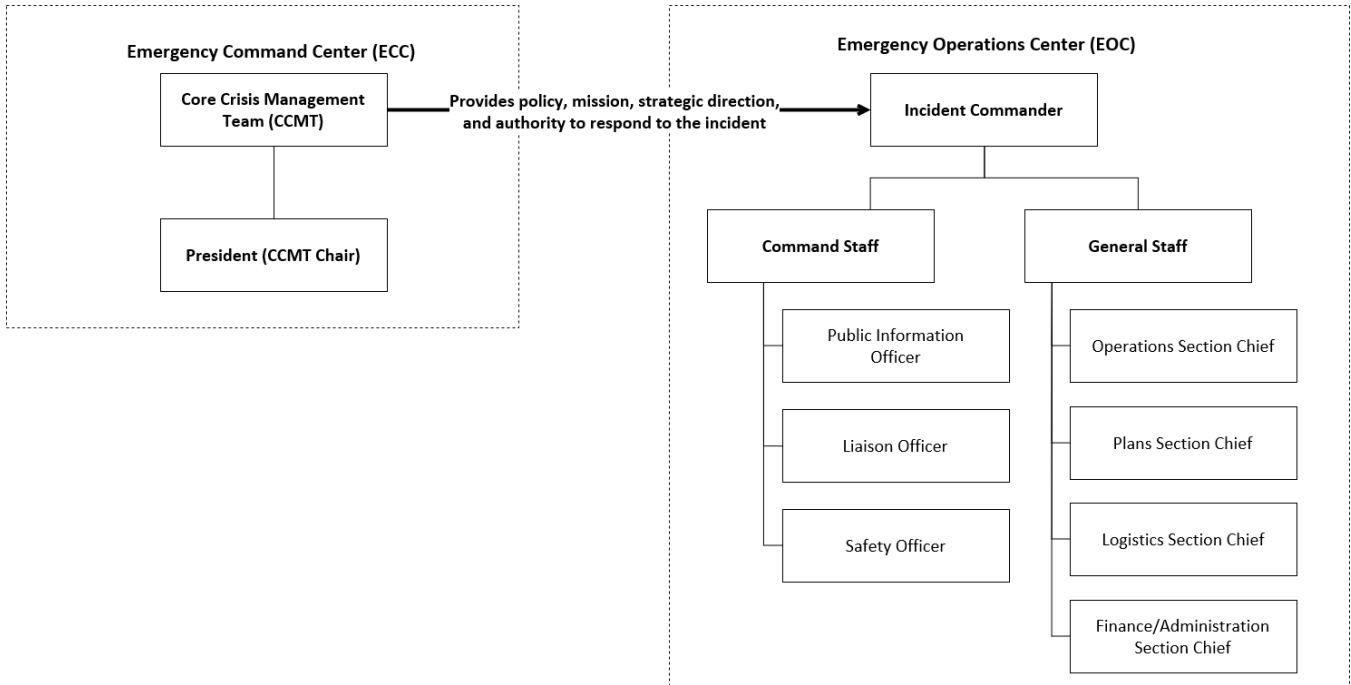 Emergency Command Center (ECC)
Core Crisis Management
Team (CCMT)
President (CCMT Chair)
Provides policy, mission, strategic direction,
and authority to respond to the incident
Emergency Operations Center (EOC)
Incident Commander
Command Staff
Public Information
Officer
Liaison Officer
Safety Officer
General Staff
Operations Section Chief
Plans Section Chief
Logistics Section Chief
Finance/Administration
Section Chief